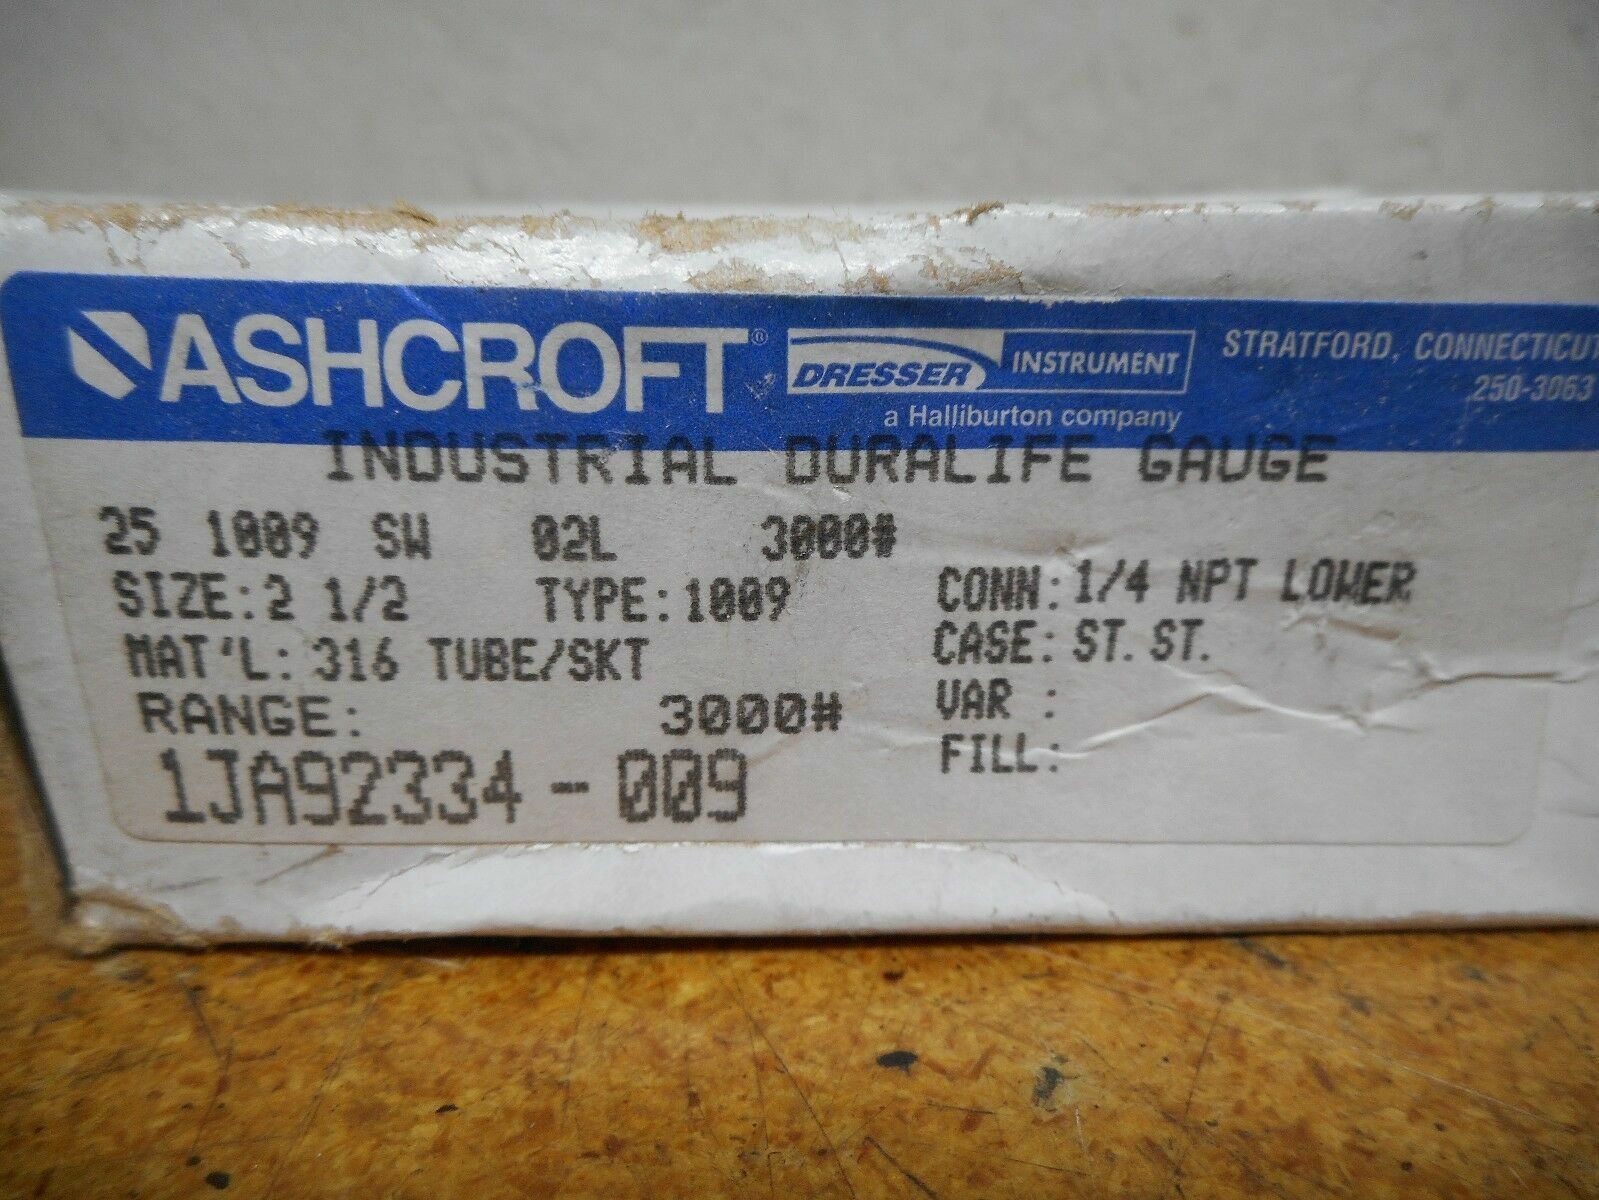 ASHCROFT® DRESSER INSTRUMENT STRATFORD, CONNECTICUT
a Halliburton company 250-3063
INDUSTRIAL DURALIFE GAUGE
25 1009 SW 02L 3000#
SIZE:2 1/2 TYPE:1009 CONN:1/4 NPT LOWER
MAT'L: 316 TUBE/SKT CASE: ST. ST.
RANGE: 3000# VAR :
1JA92334-009 FILL: